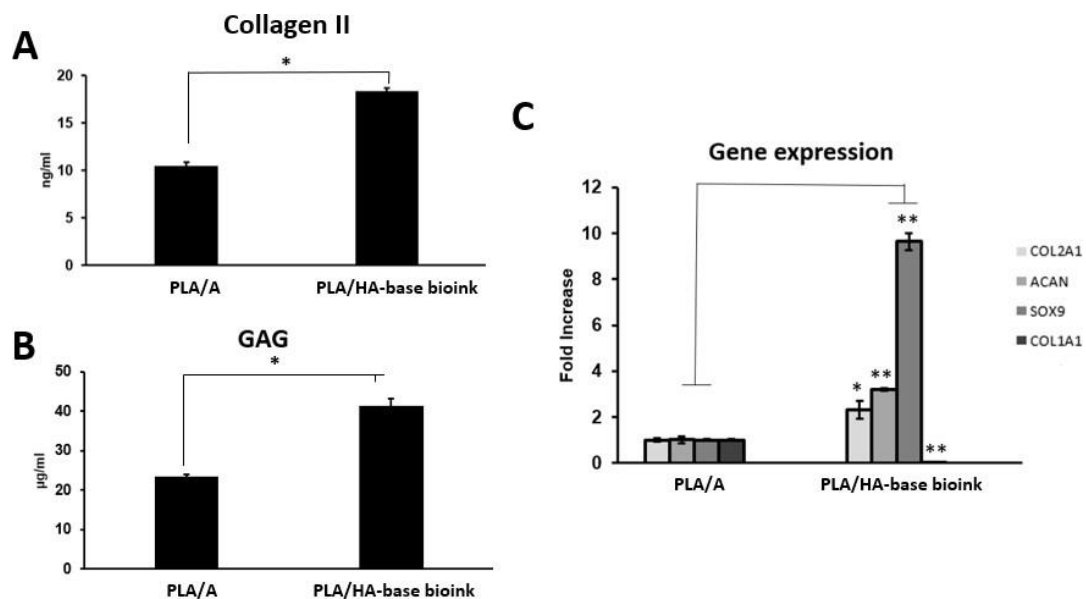 A
Collagen II
*
20
15
10
5
0
ng/ml
PLA/A
PLA/HA-base bioink
B
GAG
*
50
40
30
20
10
0
µg/ml
PLA/A
PLA/HA-base bioink
C
Gene expression
12
10
8
6
4
2
0
Fold Increase
*
**
**
**
PLA/A
PLA/HA-base bioink
COL2A1
ACAN
SOX9
COL1A1